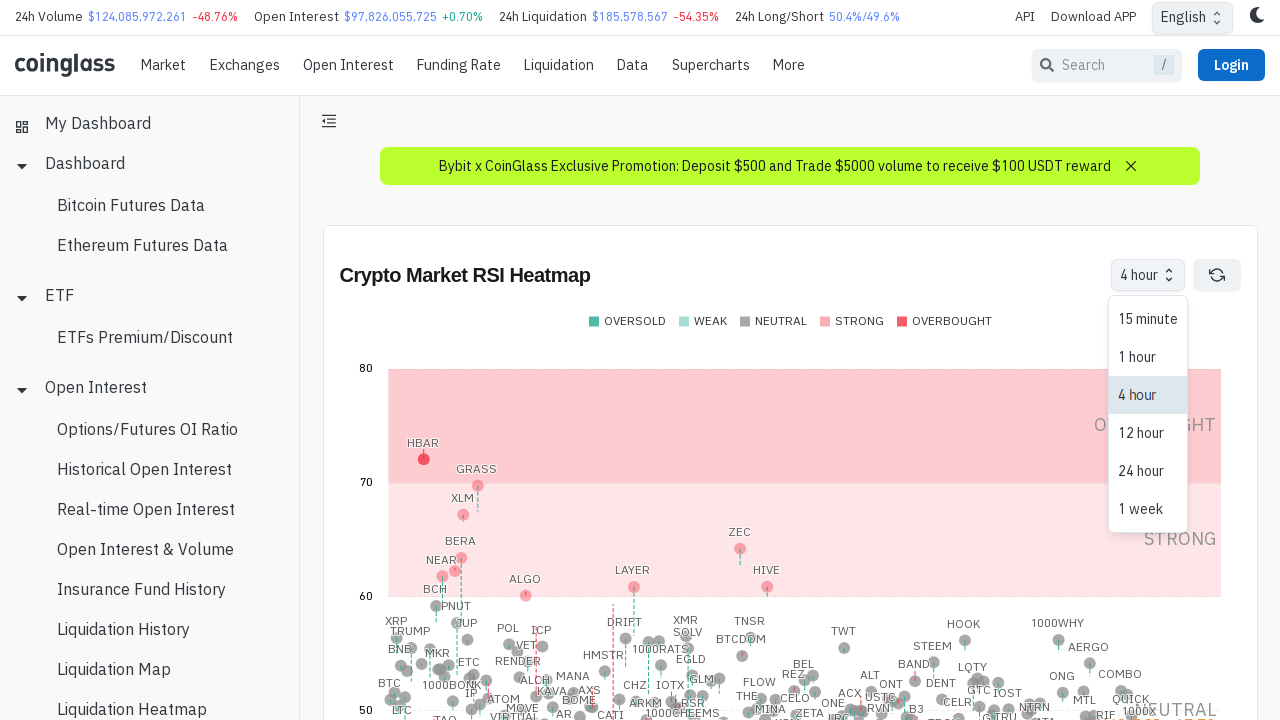 24h Volume $124,085,972,261 -48.76% Open Interest $97,826,055,725 +0.70% 24h Liquidation $185,578,567 -54.35% 24h Long/Short 50.4%/49.6% API Download APP English
coinglass Market Exchanges Open Interest Funding Rate Liquidation Data Supercharts More Search / Login
My Dashboard
Dashboard
Bitcoin Futures Data
Ethereum Futures Data
ETF
ETFs Premium/Discount
Open Interest
Options/Futures OI Ratio
Historical Open Interest
Real-time Open Interest
Open Interest & Volume
Insurance Fund History
Liquidation History
Liquidation Map
Liquidation Heatmap
Bybit x CoinGlass Exclusive Promotion: Deposit $500 and Trade $5000 volume to receive $100 USDT reward
Crypto Market RSI Heatmap
4 hour
15 minute
1 hour
4 hour
12 hour
24 hour
1 week
OVERSOLD WEAK NEUTRAL STRONG OVERBOUGHT
80
70
STRONG
60
50
NEUTRAL
HBAR
GRASS
XLM
ZEC
BERA
NEAR
LAYER HIVE
ALGO
BCH
PNUT
XRP JUP DRIFT XMR TNSR HOOK 1000WHY
TRUMP POL ICP SOLV TWT
BTCDOM
BNB MKR VET 1000RATS STEEM AERGO
ETC RENDER HMSTR EGLD BEL BAND LQTY
BTC 1000BONK ALCH MANA CHZ IOTX GLM FLOW REZ ALT ONT DENT GTC ONG COMBO
IP ATOM KAVA AXS THE CELO ACX IOST
LTC MOVE BOME ARKM RSR MINA ONE RVN B3 CELR NTRN MTL QUICK
VIRTUAL AR CATI 1000CHEEMS ZETA 1000X